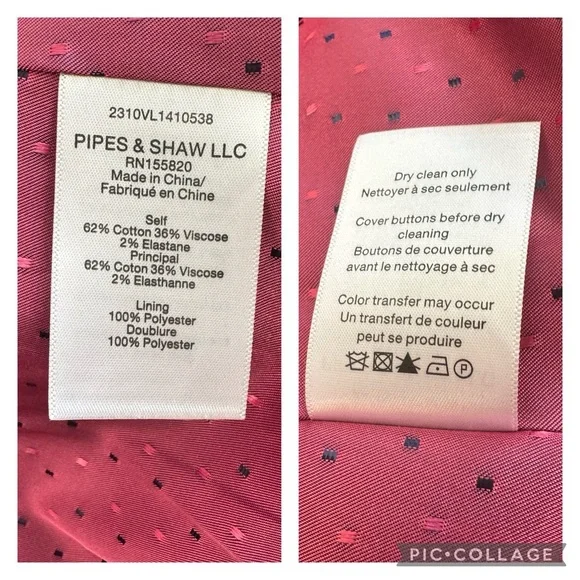 2310VL1410538
PIPES & SHAW LLC
RN155820
Made in China/
Fabriqué en Chine
Self
62% Cotton 36% Viscose
2% Elastane
Principal
62% Coton 36% Viscose
2% Elasthanne
Lining
100% Polyester
Doublure
100% Polyester
Dry clean only
Nettoyer à sec seulement
Cover buttons before dry
cleaning
Boutons de couverture
avant le nettoyage à sec
Color transfer may occur
Un transfert de couleur
peut se produire
P
PIC•COLLAGE